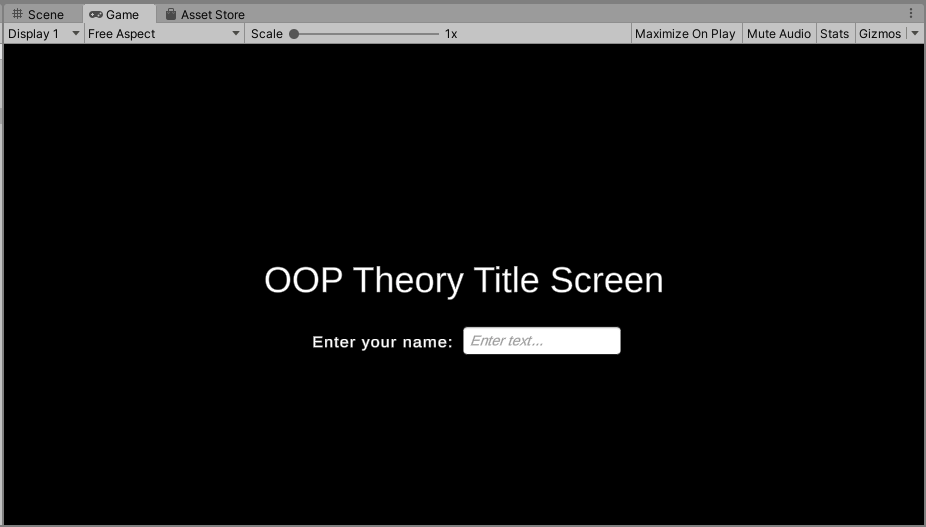 Scene Game Asset Store
Display 1 Free Aspect Scale 1x Maximize On Play Mute Audio Stats Gizmos
OOP Theory Title Screen
Enter your name: Enter text...